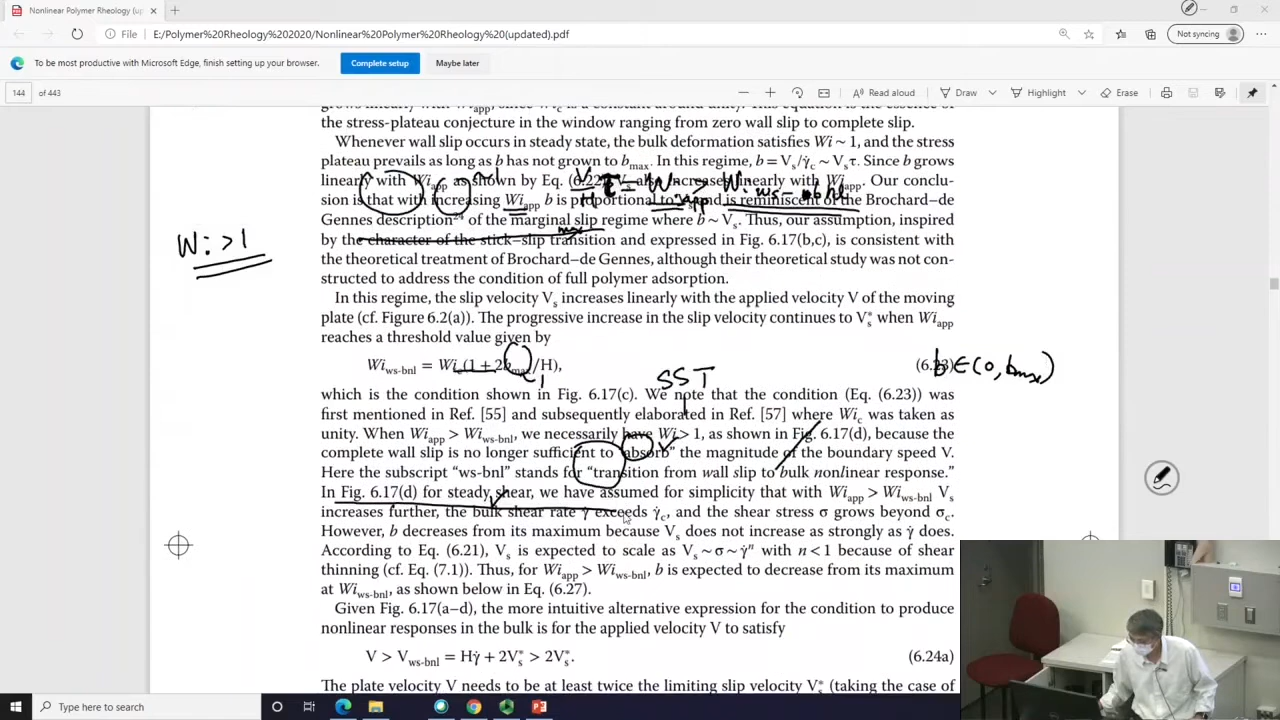 Nonlinear Polymer Rheology (up
File
E:/Polymer%20Rheology%202020/Nonlinear%20Polymer%20Rheology%20(updated).pdf
Not syncing
To be most productive with Microsoft Edge, finish setting up your browser.
Complete setup
Maybe later
144 of 443
Read aloud
Draw
Highlight
Erase
the stress-plateau conjecture in the window ranging from zero wall slip to complete slip.
Whenever wall slip occurs in steady state, the bulk deformation satisfies Wi ~ 1, and the stress
plateau prevails as long as b has not grown to bmax. In this regime, b = Vs/γ̇c ~ Vsτ. Since b grows
linearly with Wiapp as shown by Eq. (6.22), Vs also increases linearly with Wiapp. Our conclu-
sion is that with increasing Wiapp b is proportional to Vs and is reminiscent of the Brochard–de
Gennes description of the marginal slip regime where b ~ Vs. Thus, our assumption, inspired
by the character of the stick–slip transition and expressed in Fig. 6.17(b,c), is consistent with
Wi >1
the theoretical treatment of Brochard–de Gennes, although their theoretical study was not con-
structed to address the condition of full polymer adsorption.
In this regime, the slip velocity Vs increases linearly with the applied velocity V of the moving
plate (cf. Figure 6.2(a)). The progressive increase in the slip velocity continues to Vs* when Wiapp
reaches a threshold value given by
Wiws-bnl = Wic(1 + 2bmax/H),
(6.23)
b ∈ (0, bmax)
SST
which is the condition shown in Fig. 6.17(c). We note that the condition (Eq. (6.23)) was
first mentioned in Ref. [55] and subsequently elaborated in Ref. [57] where Wic was taken as
unity. When Wiapp > Wiws-bnl, we necessarily have Wi > 1, as shown in Fig. 6.17(d), because the
complete wall slip is no longer sufficient to "absorb" the magnitude of the boundary speed V.
Here the subscript "ws-bnl" stands for "transition from wall slip to bulk nonlinear response."
In Fig. 6.17(d) for steady shear, we have assumed for simplicity that with Wiapp > Wiws-bnl Vs
increases further, the bulk shear rate γ̇ exceeds γ̇c, and the shear stress σ grows beyond σc.
However, b decreases from its maximum because Vs does not increase as strongly as γ̇ does.
According to Eq. (6.21), Vs is expected to scale as Vs ~ σ ~ γ̇n with n < 1 because of shear
thinning (cf. Eq. (7.1)). Thus, for Wiapp > Wiws-bnl, b is expected to decrease from its maximum
at Wiws-bnl, as shown below in Eq. (6.27).
Given Fig. 6.17(a–d), the more intuitive alternative expression for the condition to produce
nonlinear responses in the bulk is for the applied velocity V to satisfy
V > Vws-bnl = Hγ̇ + 2Vs* > 2Vs*.
(6.24a)
The plate velocity V needs to be at least twice the limiting slip velocity Vs* (taking the case of
Type here to search